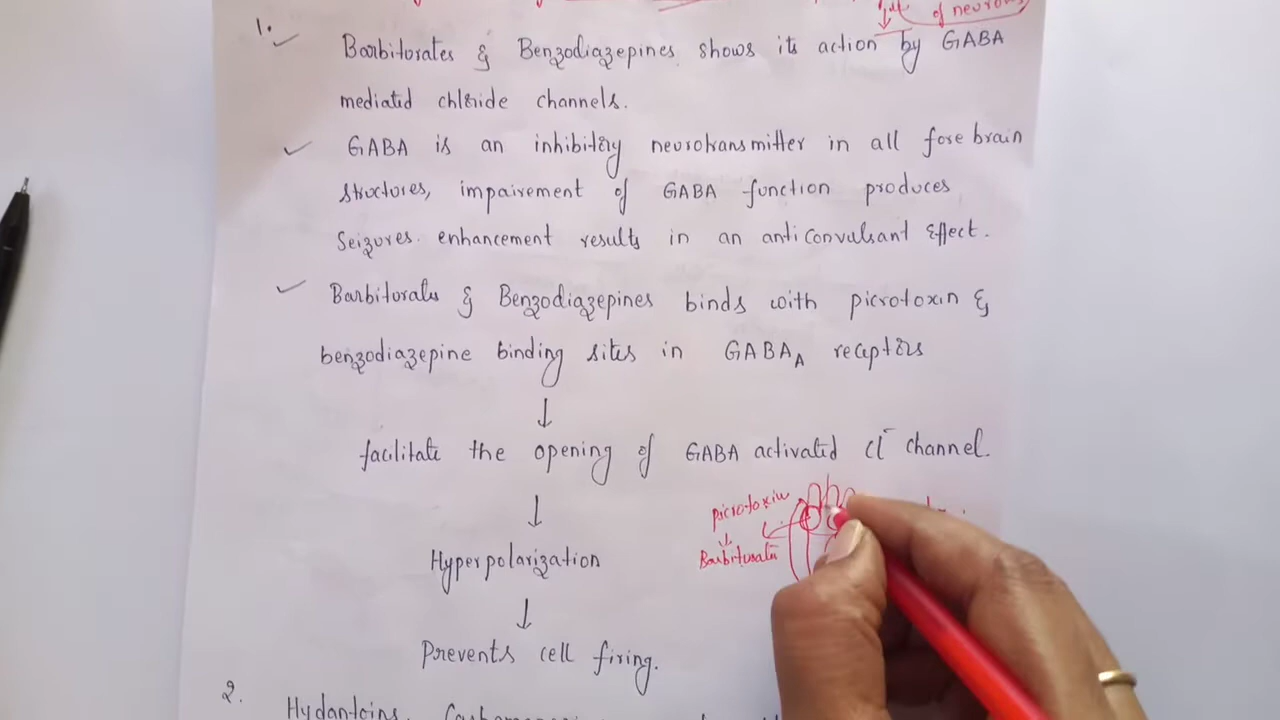 of neurons
1.
Barbiturates & Benzodiazepines shows its action by GABA
mediated chloride channels.
GABA is an inhibitory neurotransmitter in all fore brain
structures, impairement of GABA function produces
Seizures. enhancement results in an anticonvulsant Effect.
Barbiturates & Benzodiazepines binds with picrotoxin &
benzodiazepine binding sites in GABAA receptors
↓
facilitate the opening of GABA activated Cl- channel.
↓
picrotoxin
↓
Barbiturate
Hyperpolarization
↓
Prevents cell firing.
2.
Hydantoins,